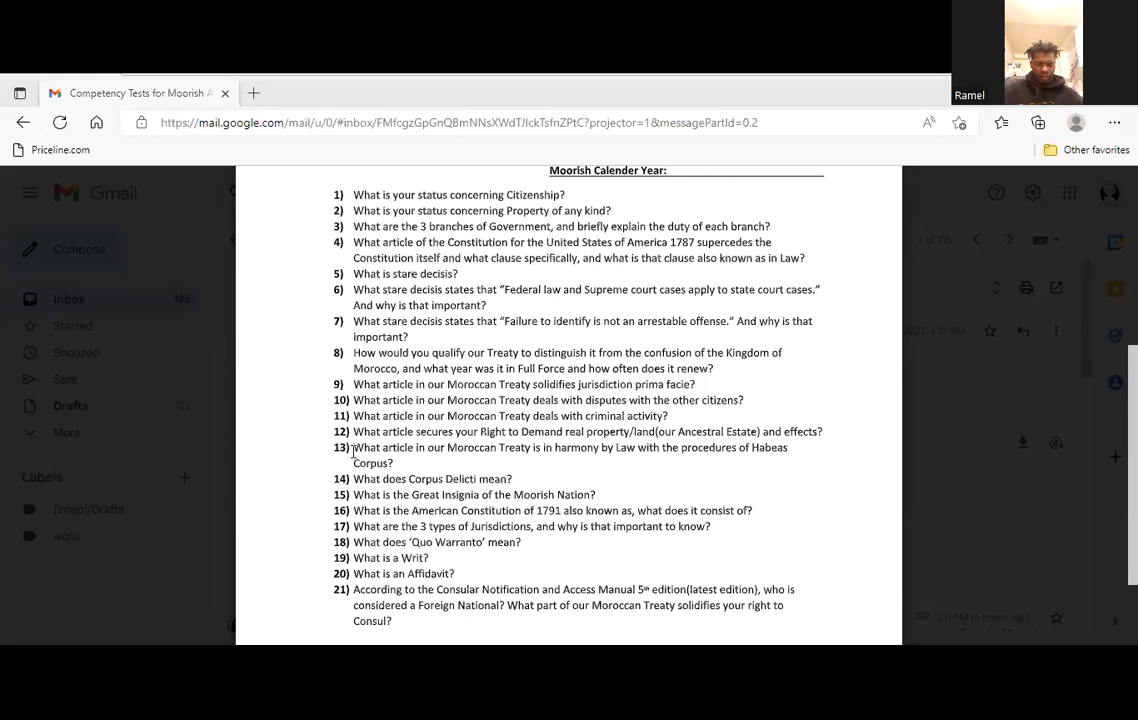 Ramel
Competency Tests for Moorish A
https://mail.google.com/mail/u/0/#inbox/FMfcgzGpGnQBmNNsXWdTJIckTsfnZPtC?projector=1&messagePartId=0.2
Priceline.com
Other favorites
Gmail
Compose
Inbox 185
Starred
Snoozed
Sent
Drafts 122
More
Labels
[Imap]/Drafts
word
Moorish Calender Year:
1) What is your status concerning Citizenship?
2) What is your status concerning Property of any kind?
3) What are the 3 branches of Government, and briefly explain the duty of each branch?
4) What article of the Constitution for the United States of America 1787 supercedes the
Constitution itself and what clause specifically, and what is that clause also known as in Law?
5) What is stare decisis?
6) What stare decisis states that “Federal law and Supreme court cases apply to state court cases.”
And why is that important?
7) What stare decisis states that “Failure to identify is not an arrestable offense.” And why is that
important?
8) How would you qualify our Treaty to distinguish it from the confusion of the Kingdom of
Morocco, and what year was it in Full Force and how often does it renew?
9) What article in our Moroccan Treaty solidifies jurisdiction prima facie?
10) What article in our Moroccan Treaty deals with disputes with the other citizens?
11) What article in our Moroccan Treaty deals with criminal activity?
12) What article secures your Right to Demand real property/land(our Ancestral Estate) and effects?
13) What article in our Moroccan Treaty is in harmony by Law with the procedures of Habeas
Corpus?
14) What does Corpus Delicti mean?
15) What is the Great Insignia of the Moorish Nation?
16) What is the American Constitution of 1791 also known as, what does it consist of?
17) What are the 3 types of Jurisdictions, and why is that important to know?
18) What does ‘Quo Warranto’ mean?
19) What is a Writ?
20) What is an Affidavit?
21) According to the Consular Notification and Access Manual 5th edition(latest edition), who is
considered a Foreign National? What part of our Moroccan Treaty solidifies your right to
Consul?
of 716
3:11 PM (6 hours ago)